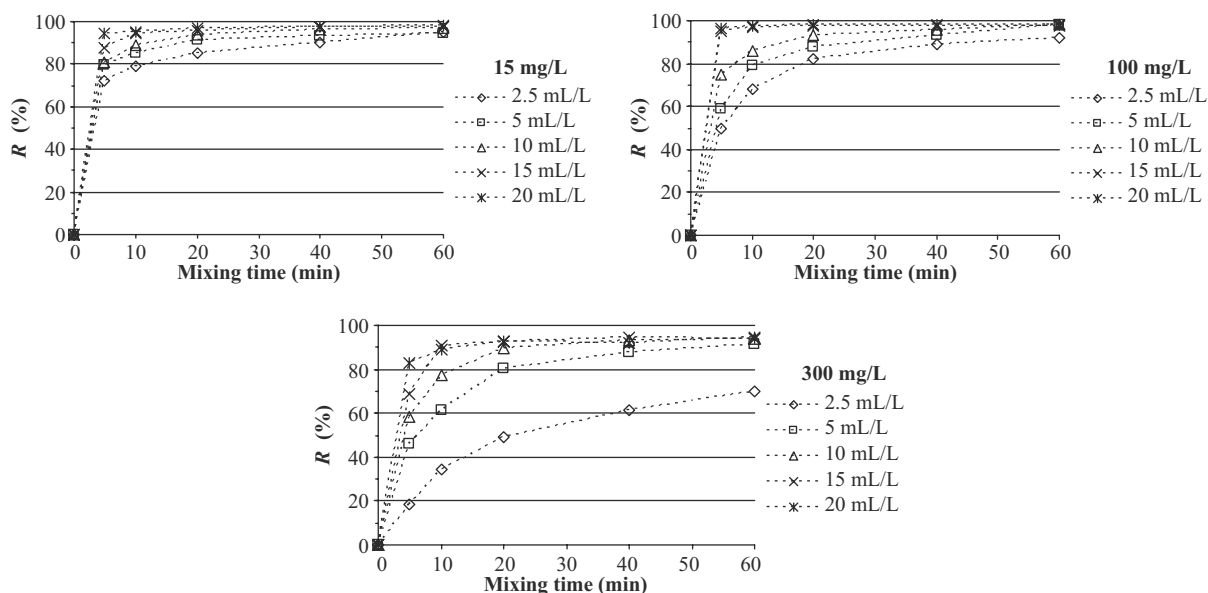 100
80
60
40
20
0
R (%)
0 10 20 30 40 50 60
Mixing time (min)
15 mg/L
2.5 mL/L
5 mL/L
10 mL/L
15 mL/L
20 mL/L
100
80
60
40
20
0
R (%)
0 10 20 30 40 50 60
Mixing time (min)
100 mg/L
2.5 mL/L
5 mL/L
10 mL/L
15 mL/L
20 mL/L
100
80
60
40
20
0
R (%)
0 10 20 30 40 50 60
Mixing time (min)
300 mg/L
2.5 mL/L
5 mL/L
10 mL/L
15 mL/L
20 mL/L